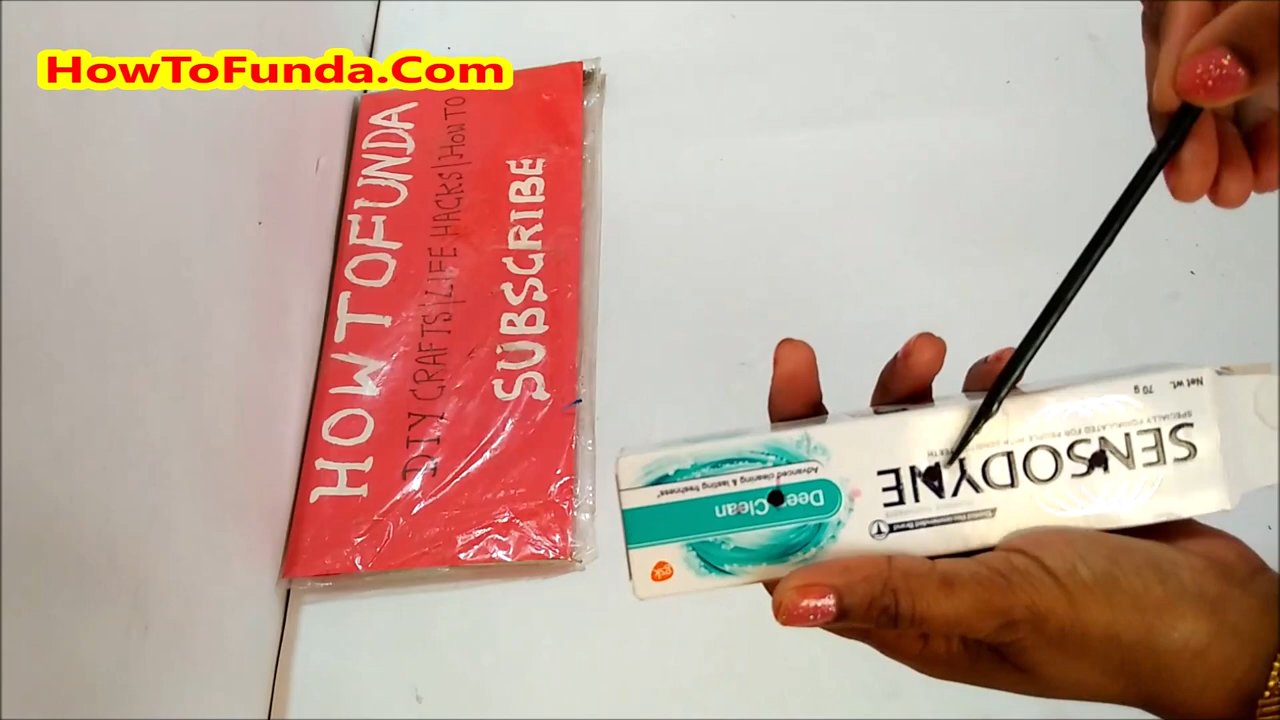 HowToFunda.Com
HOWTOFUNDA
DIY CRAFTS|LIFE HACKS|HOW TO
SUBSCRIBE
SENSODYNE
SPECIALLY FORMULATED FOR PEOPLE WITH SENSITIVE TEETH
Net wt. 70 g
Deep Clean
Advanced cleaning & lasting freshness*
gsk